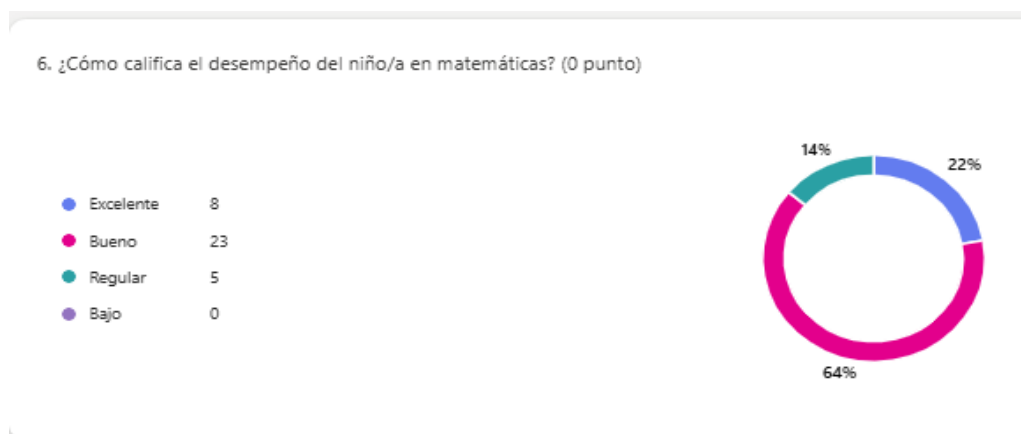 6. ¿Cómo califica el desempeño del niño/a en matemáticas? (0 punto)
Excelente 8
Bueno 23
Regular 5
Bajo 0
14%
22%
64%